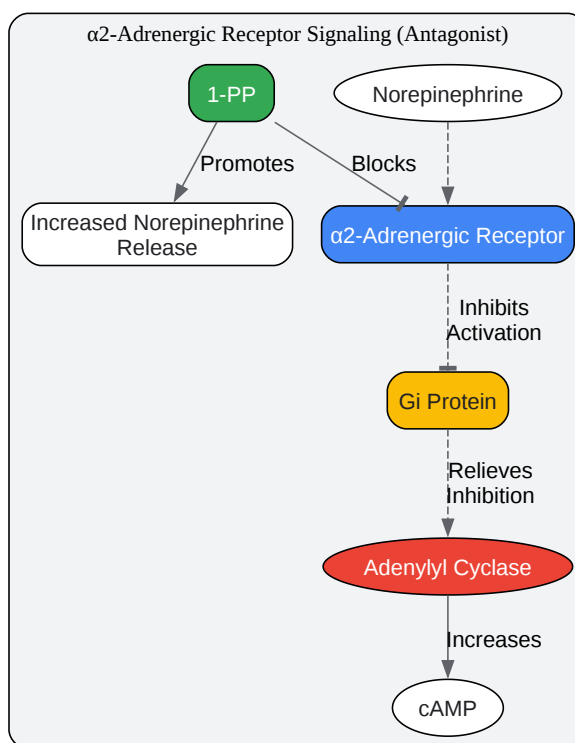 α2-Adrenergic Receptor Signaling (Antagonist)
1-PP
Norepinephrine
Promotes
Blocks
Increased Norepinephrine
Release
α2-Adrenergic Receptor
Inhibits
Activation
Gi Protein
Relieves
Inhibition
Adenylyl Cyclase
Increases
cAMP